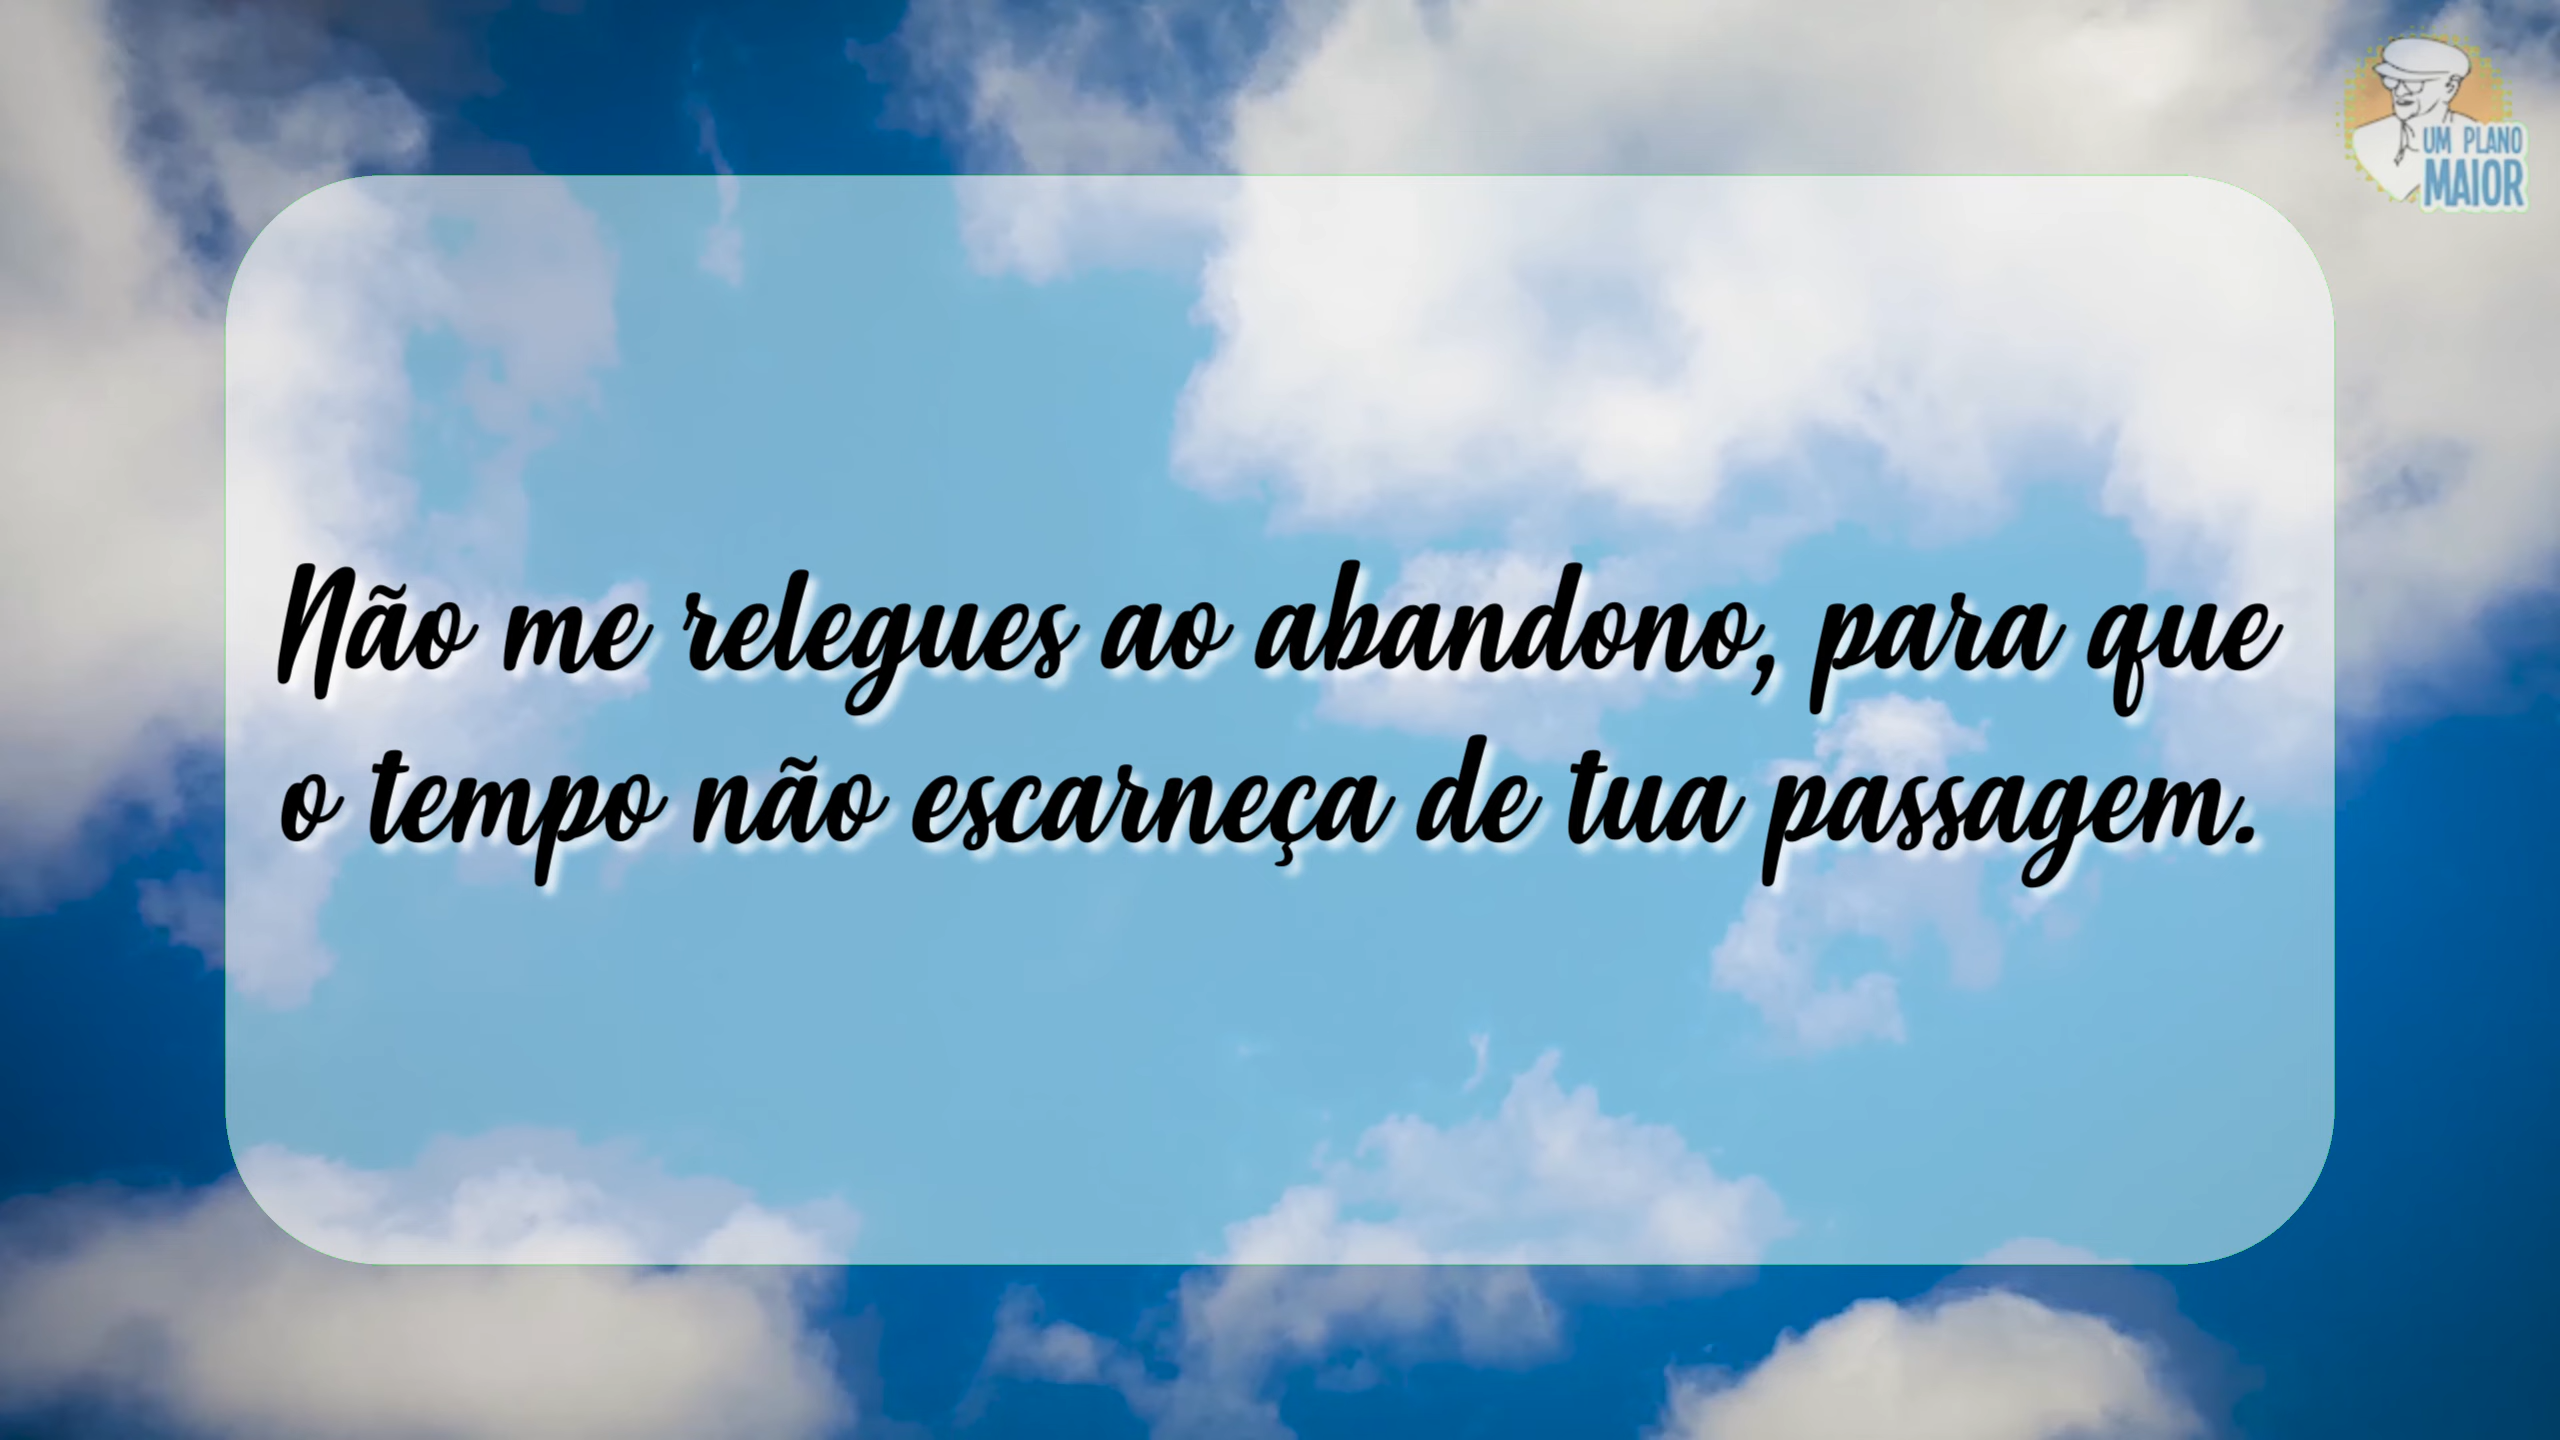 UM PLANO
MAIOR
Não me relegues ao abandono, para que
o tempo não escarneça de tua passagem.